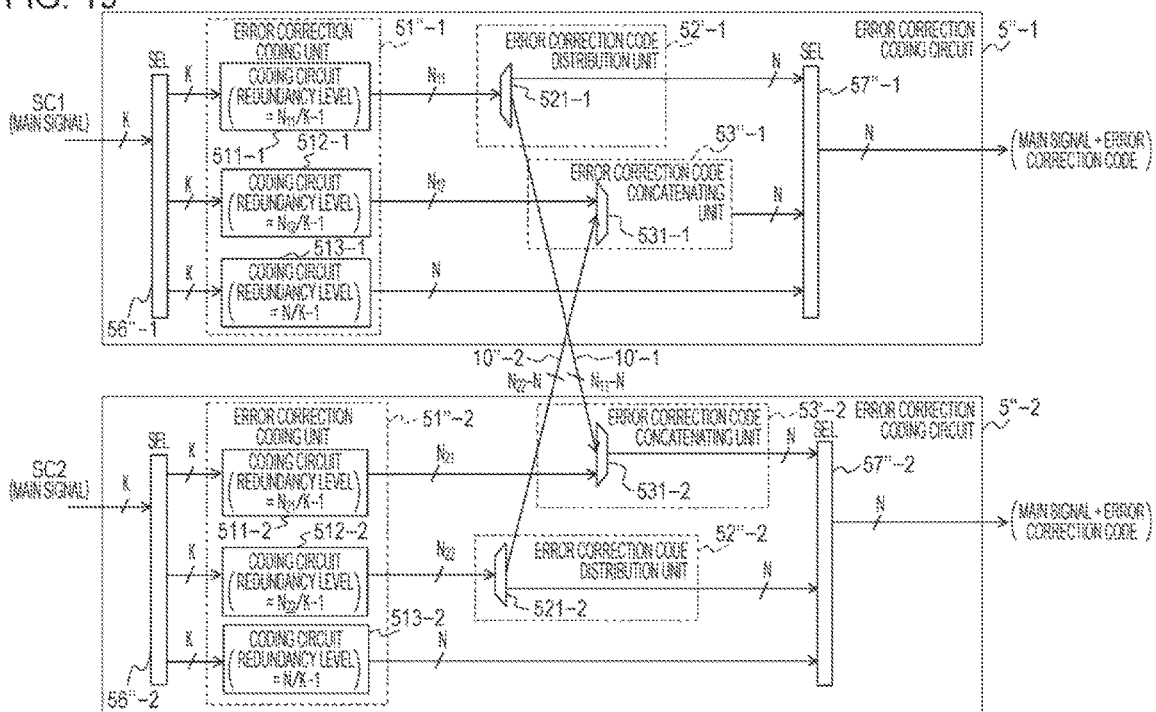 ERROR CORRECTION
CODING UNIT
51"-1
ERROR CORRECTION CODE
DISTRIBUTION UNIT
52'-1
ERROR CORRECTION
CODING CIRCUIT
5"-1
SEL
K
CODING CIRCUIT
(REDUNDANCY LEVEL
= N11/K-1)
N11
521-1
N
SEL
57"-1
SC1
(MAIN SIGNAL)
K
511-1
512-1
53"-1
N
(MAIN SIGNAL + ERROR
CORRECTION CODE)
K
CODING CIRCUIT
(REDUNDANCY LEVEL
= N12/K-1)
N12
ERROR CORRECTION CODE
CONCATENATING
UNIT
N
531-1
513-1
K
CODING CIRCUIT
(REDUNDANCY LEVEL
= N/K-1)
N
56"-1
10"-2
10'-1
N22-N
N11-N
ERROR CORRECTION
CODING UNIT
51"-2
ERROR CORRECTION CODE
CONCATENATING UNIT
53'-2
ERROR CORRECTION
CODING CIRCUIT
5"-2
SEL
K
CODING CIRCUIT
(REDUNDANCY LEVEL
= N21/K-1)
N21
531-2
N
SEL
57"-2
SC2
(MAIN SIGNAL)
K
511-2
512-2
52"-2
N
(MAIN SIGNAL + ERROR
CORRECTION CODE)
K
CODING CIRCUIT
(REDUNDANCY LEVEL
= N22/K-1)
N22
ERROR CORRECTION CODE
DISTRIBUTION UNIT
N
521-2
513-2
K
CODING CIRCUIT
(REDUNDANCY LEVEL
= N/K-1)
N
56"-2